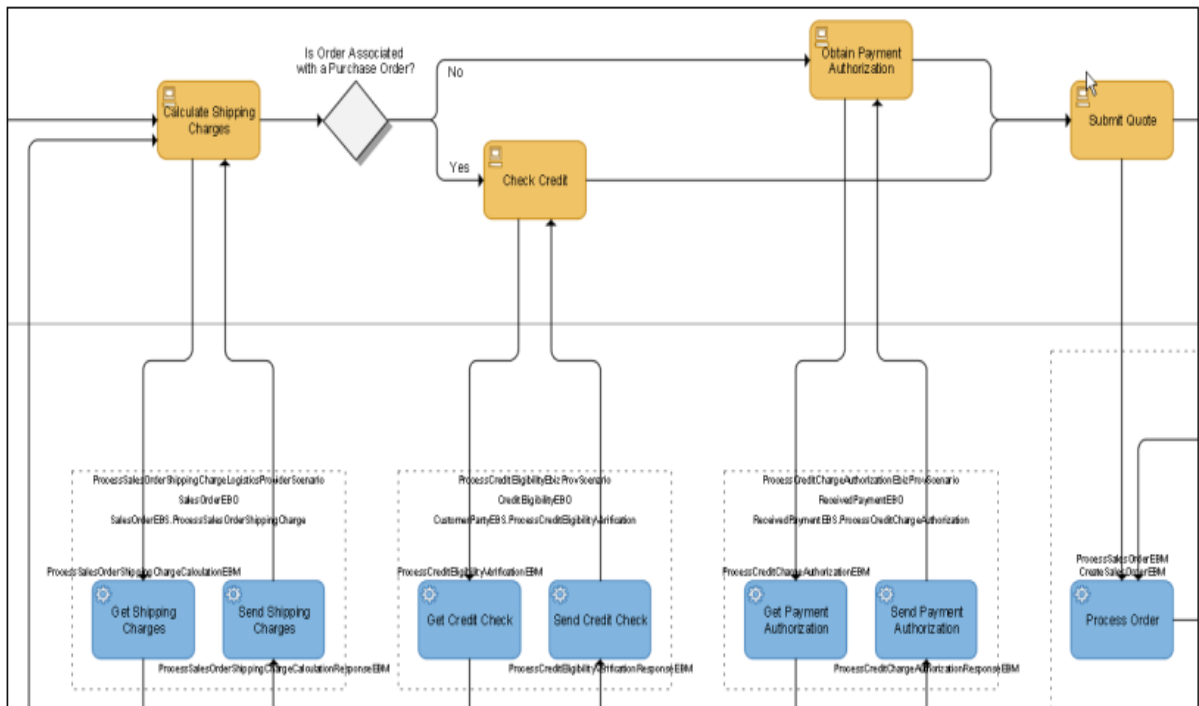 Is Order Associated
with a Purchase Order?
No
Obtain Payment
Authorization
Calculate Shipping
Charges
Submit Quote
Yes
Check Credit
ProcessSalesOrderShippingChargeLogisticsProviderScenario
SalesOrderEBO
SalesOrderEBS.ProcessSalesOrderShippingCharge
ProcessCreditEligibilityEbizProvScenario
CreditEligibilityEBO
CustomerPartyEBS.ProcessCreditEligibilityVerification
ProcessCreditChargeAuthorizationEbizProvScenario
ReceivedPaymentEBO
ReceivedPaymentEBS.ProcessCreditChargeAuthorization
ProcessSalesOrderShippingChargeCalculationEBM
ProcessCreditEligibilityVerificationEBM
ProcessCreditChargeAuthorizationEBM
ProcessSalesOrderEBM
CreateSalesOrderEBM
Get Shipping
Charges
Send Shipping
Charges
Get Credit Check
Send Credit Check
Get Payment
Authorization
Send Payment
Authorization
Process Order
ProcessSalesOrderShippingChargeCalculationResponseEBM
ProcessCreditEligibilityVerificationResponseEBM
ProcessCreditChargeAuthorizationResponseEBM